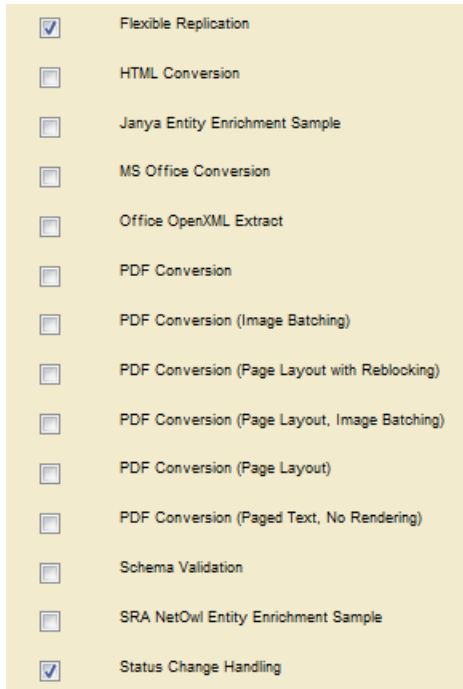 Flexible Replication
HTML Conversion
Janya Entity Enrichment Sample
MS Office Conversion
Office OpenXML Extract
PDF Conversion
PDF Conversion (Image Batching)
PDF Conversion (Page Layout with Reblocking)
PDF Conversion (Page Layout, Image Batching)
PDF Conversion (Page Layout)
PDF Conversion (Paged Text, No Rendering)
Schema Validation
SRA NetOwl Entity Enrichment Sample
Status Change Handling